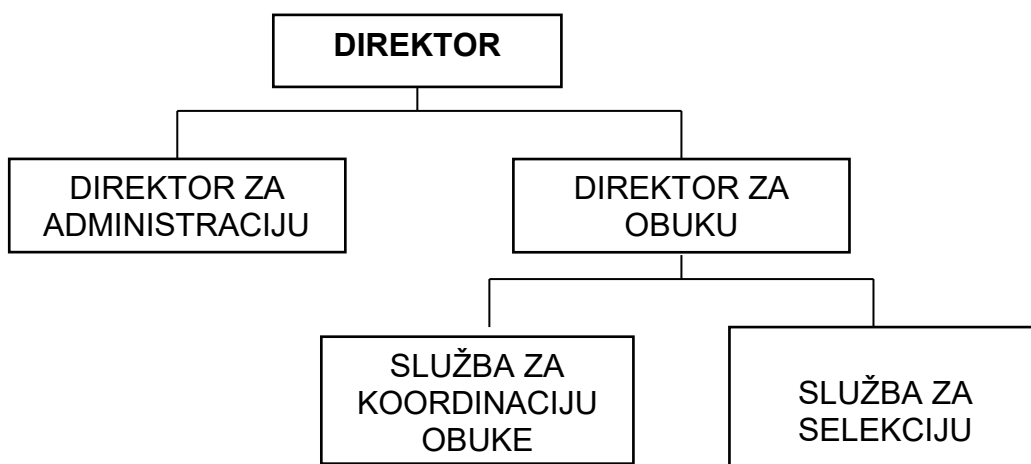 DIREKTOR
DIREKTOR ZA
ADMINISTRACIJU
DIREKTOR ZA
OBUKU
SLUŽBA ZA
KOORDINACIJU
OBUKE
SLUŽBA ZA
SELEKCIJU